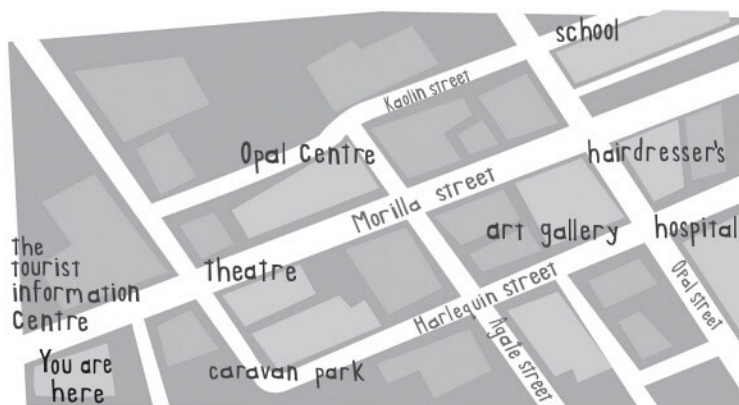 school
Kaolin street
Opal Centre
hairdresser's
Morilla street
art gallery
hospital
the
tourist
information
Centre
theatre
Opal street
Harlequin street
Agate street
You are
here
caravan park